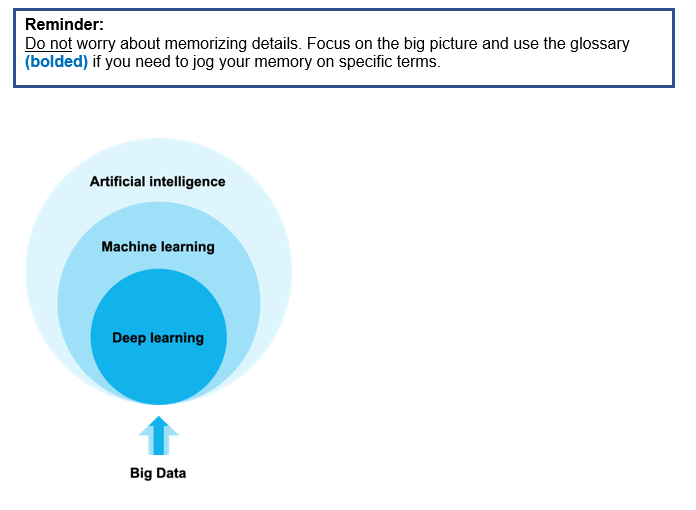 Reminder:
Do not worry about memorizing details. Focus on the big picture and use the glossary
(bolded) if you need to jog your memory on specific terms.
Artificial intelligence
Machine learning
Deep learning
Big Data